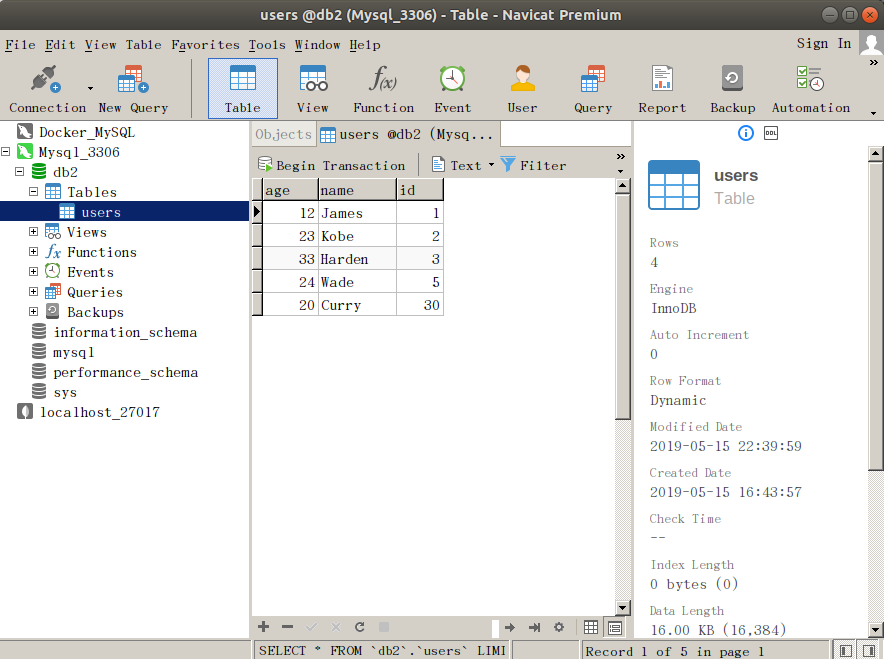 users @db2 (Mysql_3306) - Table - Navicat Premium
File Edit View Table Favorites Tools Window Help
Sign In
Connection
New Query
Table
View
Function
Event
User
Query
Report
Backup
Automation
Docker_MySQL
Mysql_3306
db2
Tables
users
Views
Functions
Events
Queries
Backups
information_schema
mysql
performance_schema
sys
localhost_27017
Objects
users @db2 (Mysq...
Begin Transaction
Text
Filter
age name id
12 James 1
23 Kobe 2
33 Harden 3
24 Wade 5
20 Curry 30
DDL
users
Table
Rows
4
Engine
InnoDB
Auto Increment
0
Row Format
Dynamic
Modified Date
2019-05-15 22:39:59
Created Date
2019-05-15 16:43:57
Check Time
--
Index Length
0 bytes (0)
Data Length
16.00 KB (16,384)
SELECT * FROM `db2`.`users` LIMI
Record 1 of 5 in page 1